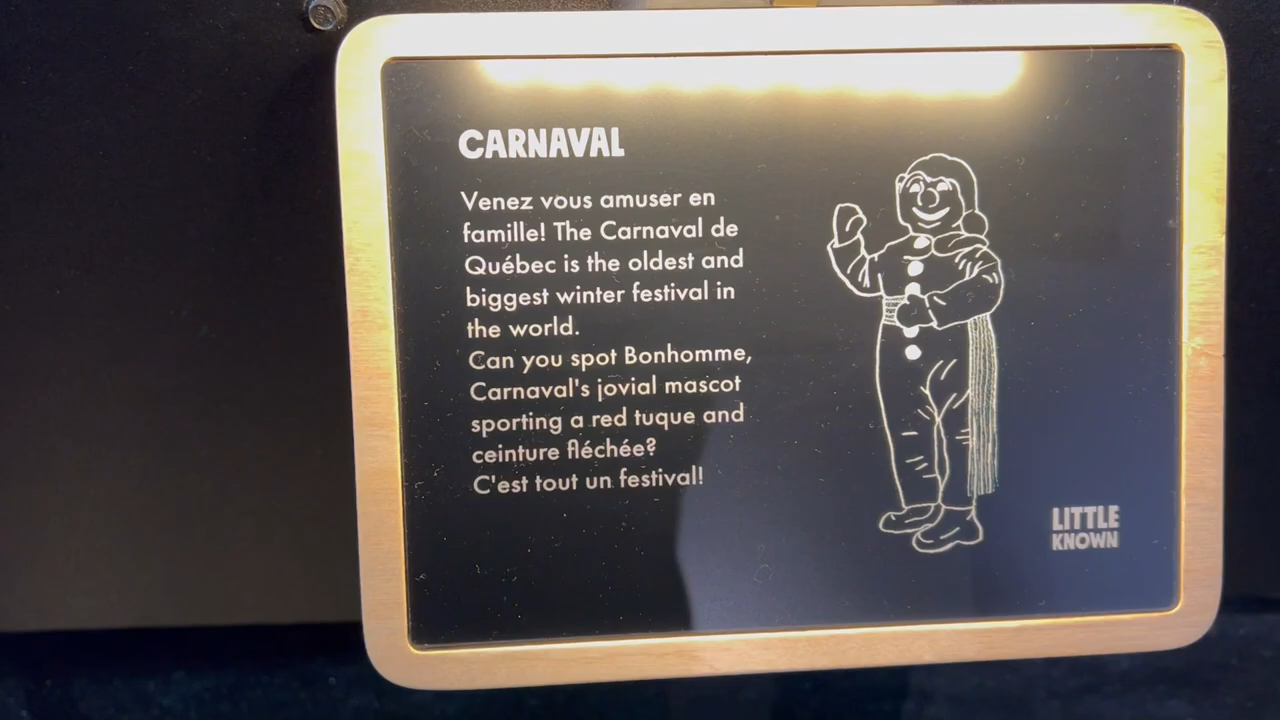 CARNAVAL
Venez vous amuser en
famille! The Carnaval de
Québec is the oldest and
biggest winter festival in
the world.
Can you spot Bonhomme,
Carnaval's jovial mascot
sporting a red tuque and
ceinture fléchée?
C'est tout un festival!
LITTLE
KNOWN